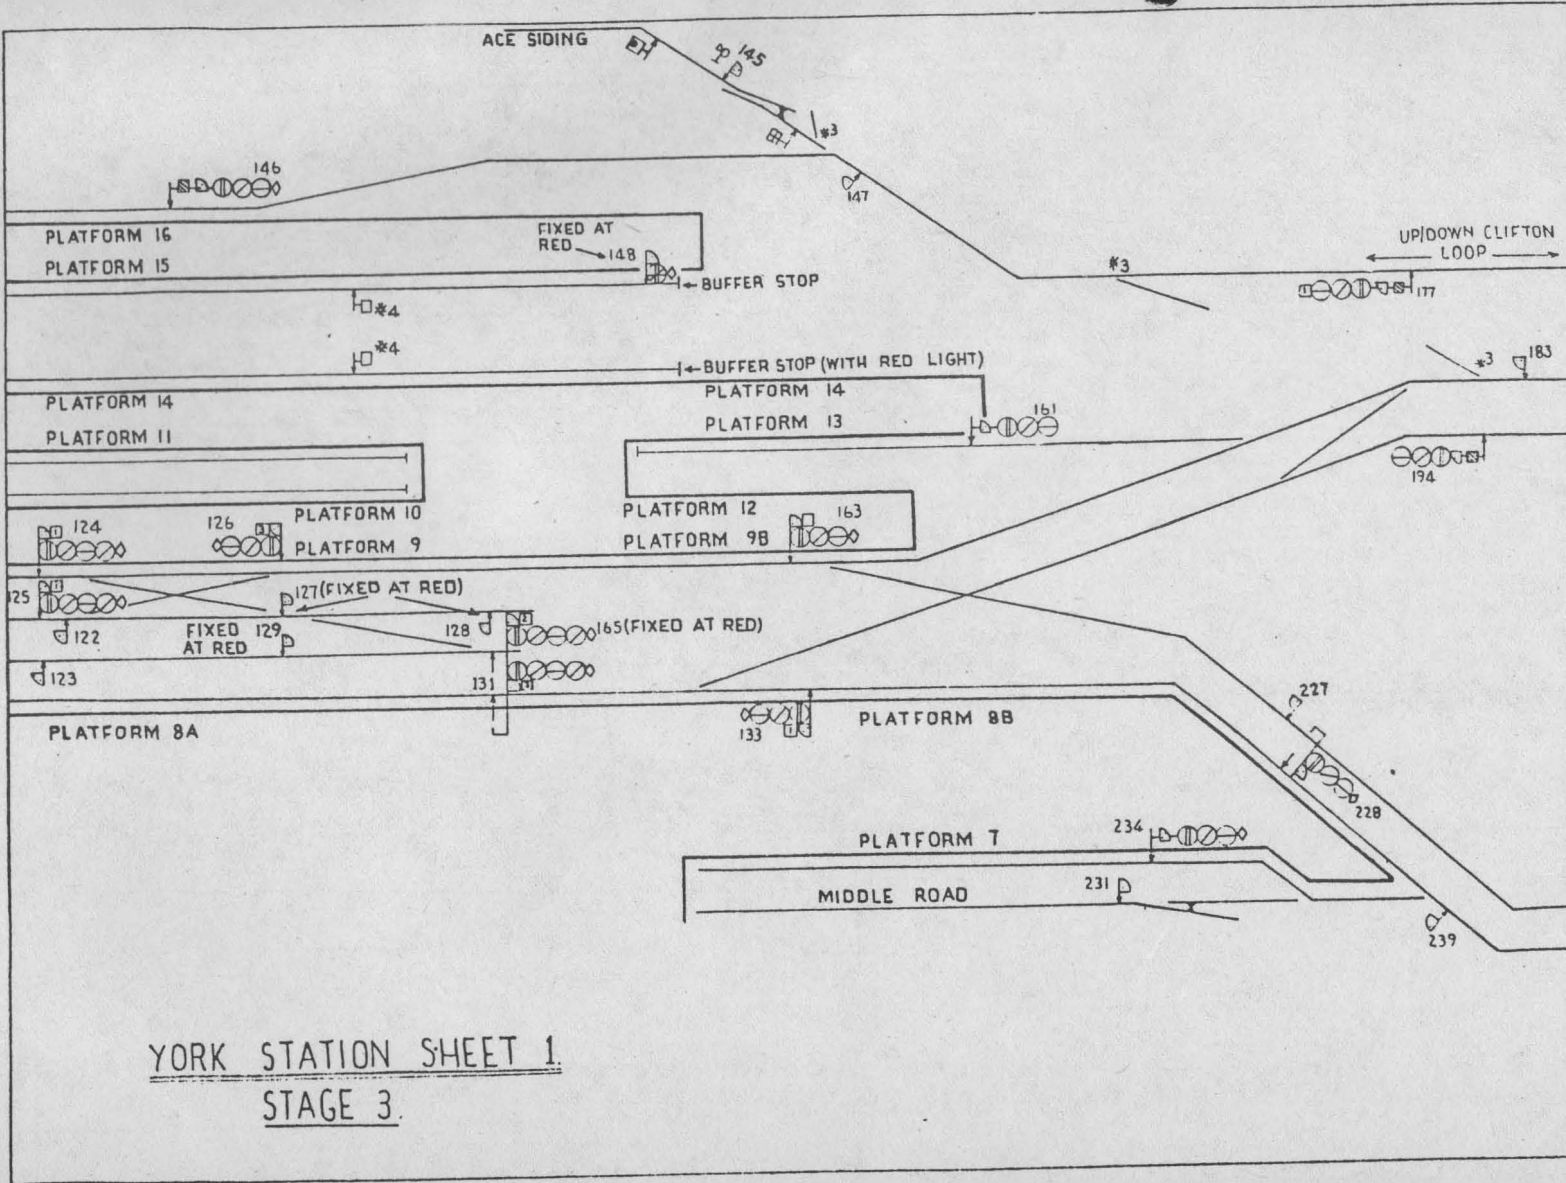 ACE SIDING
145
*3
146
147
PLATFORM 16
FIXED AT
RED
148
UP/DOWN CLIFTON
LOOP
PLATFORM 15
*3
BUFFER STOP
177
*4
*4
BUFFER STOP (WITH RED LIGHT)
*3
183
PLATFORM 14
PLATFORM 14
161
PLATFORM 11
PLATFORM 13
194
124
126
PLATFORM 10
PLATFORM 12
163
PLATFORM 9
PLATFORM 9B
125
127(FIXED AT RED)
122
FIXED
AT RED
129
128
165(FIXED AT RED)
123
131
227
PLATFORM 8A
133
PLATFORM 8B
228
PLATFORM 7
234
MIDDLE ROAD
231
239
YORK STATION SHEET 1.
STAGE 3.